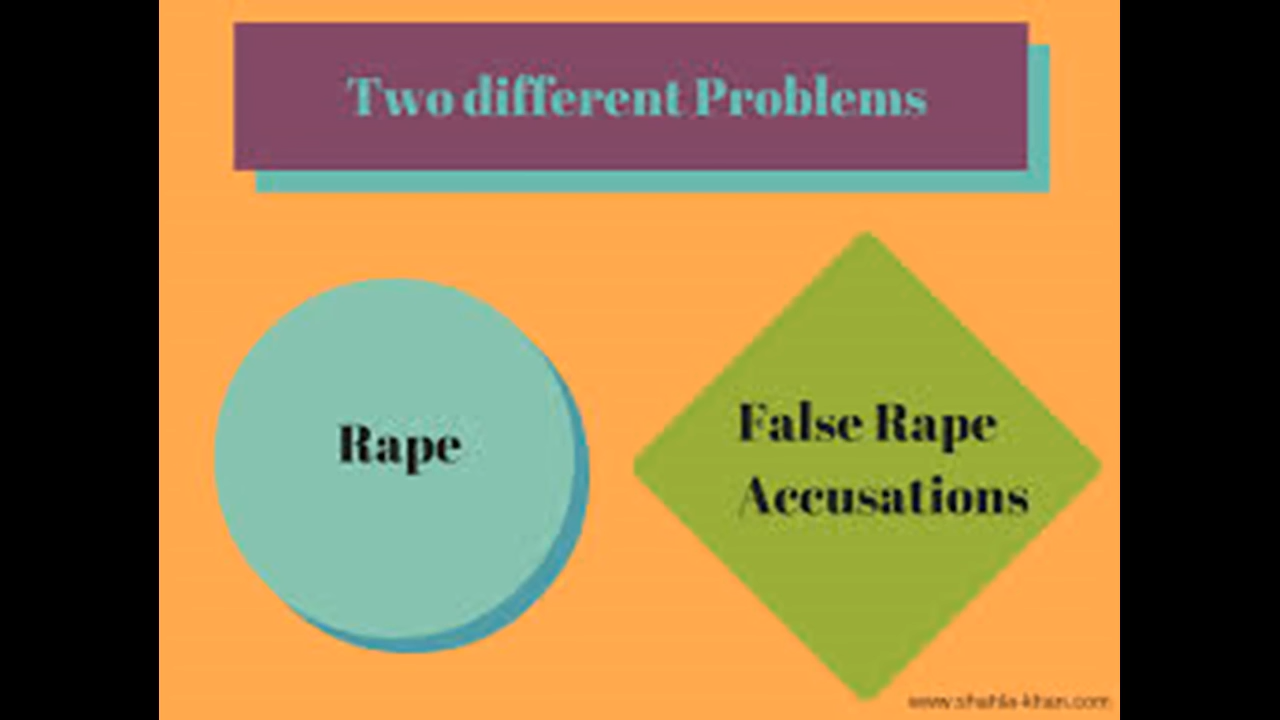 Two different Problems
Rape
False Rape
Accusations
www.shahla-khan.com